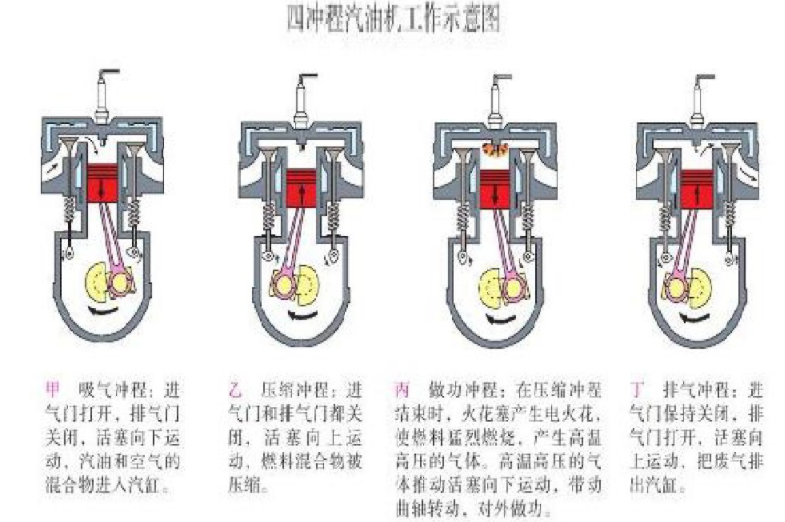 四冲程汽油机工作示意图
甲 吸气冲程：进
气门打开，排气门
关闭，活塞向下运
动，汽油和空气的
混合物进入汽缸。
乙 压缩冲程：进
气门和排气门都关
闭，活塞向上运
动，燃料混合物被
压缩。
丙 做功冲程：在压缩冲程
结束时，火花塞产生电火花，
使燃料猛烈燃烧，产生高温
高压的气体。高温高压的气
体推动活塞向下运动，带动
曲轴转动，对外做功。
丁 排气冲程：进
气门保持关闭，排
气门打开，活塞向
上运动，把废气排
出汽缸。